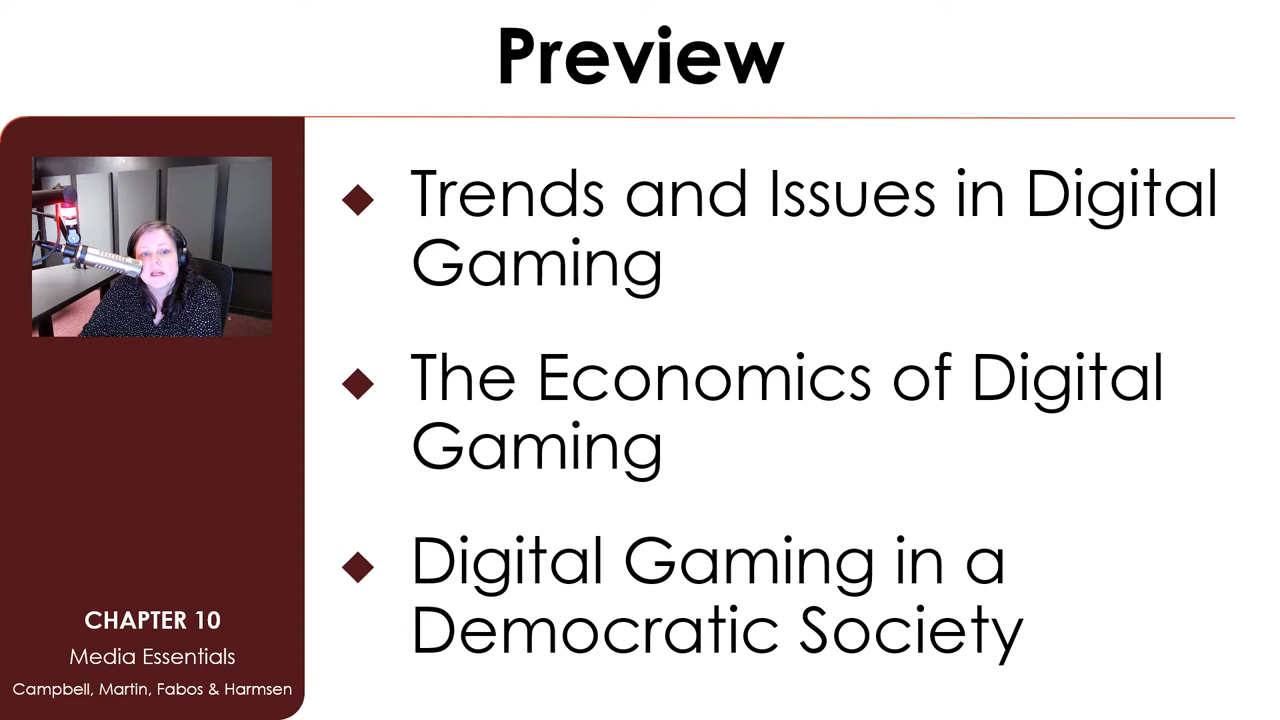 Preview
Trends and Issues in Digital
Gaming
The Economics of Digital
Gaming
Digital Gaming in a
Democratic Society
CHAPTER 10
Media Essentials
Campbell, Martin, Fabos & Harmsen